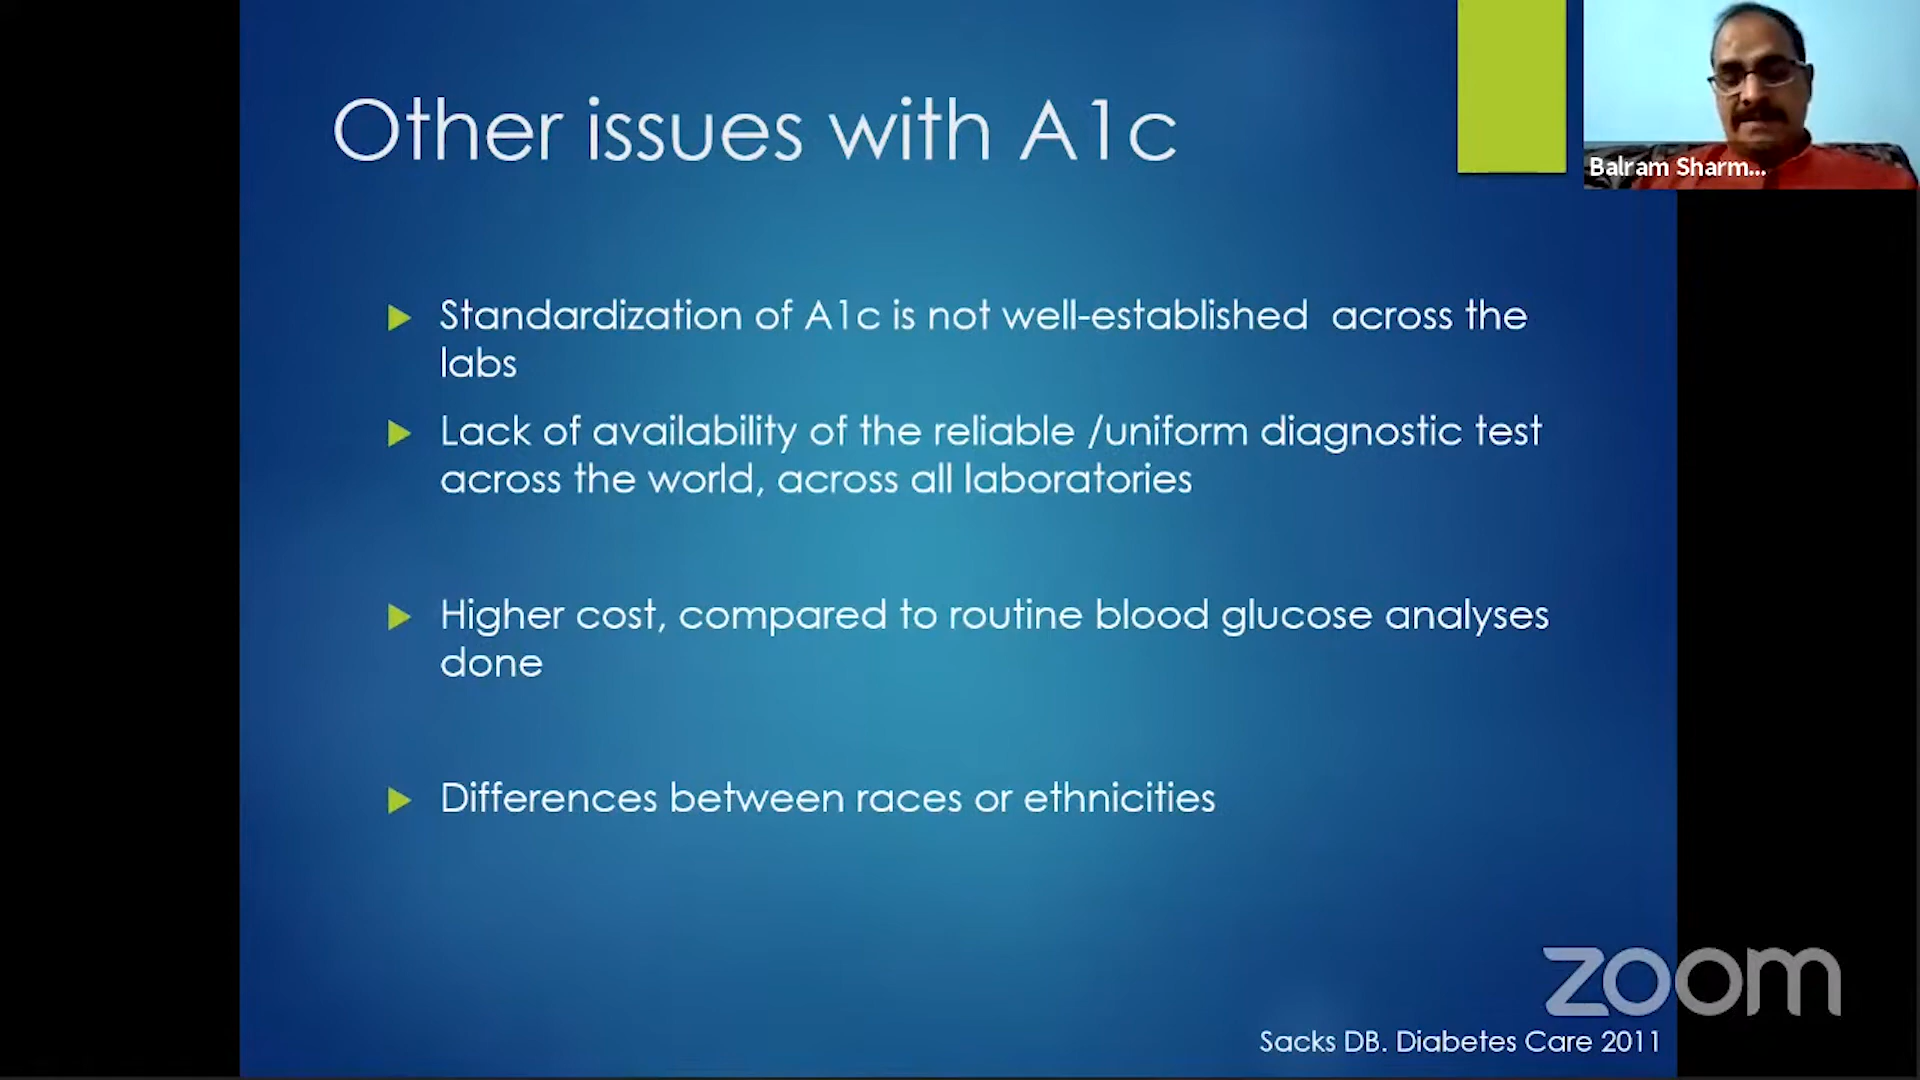 Other issues with A1c
Balram Sharm...
Standardization of A1c is not well-established across the
labs
Lack of availability of the reliable /uniform diagnostic test
across the world, across all laboratories
Higher cost, compared to routine blood glucose analyses
done
Differences between races or ethnicities
zoom
Sacks DB. Diabetes Care 2011